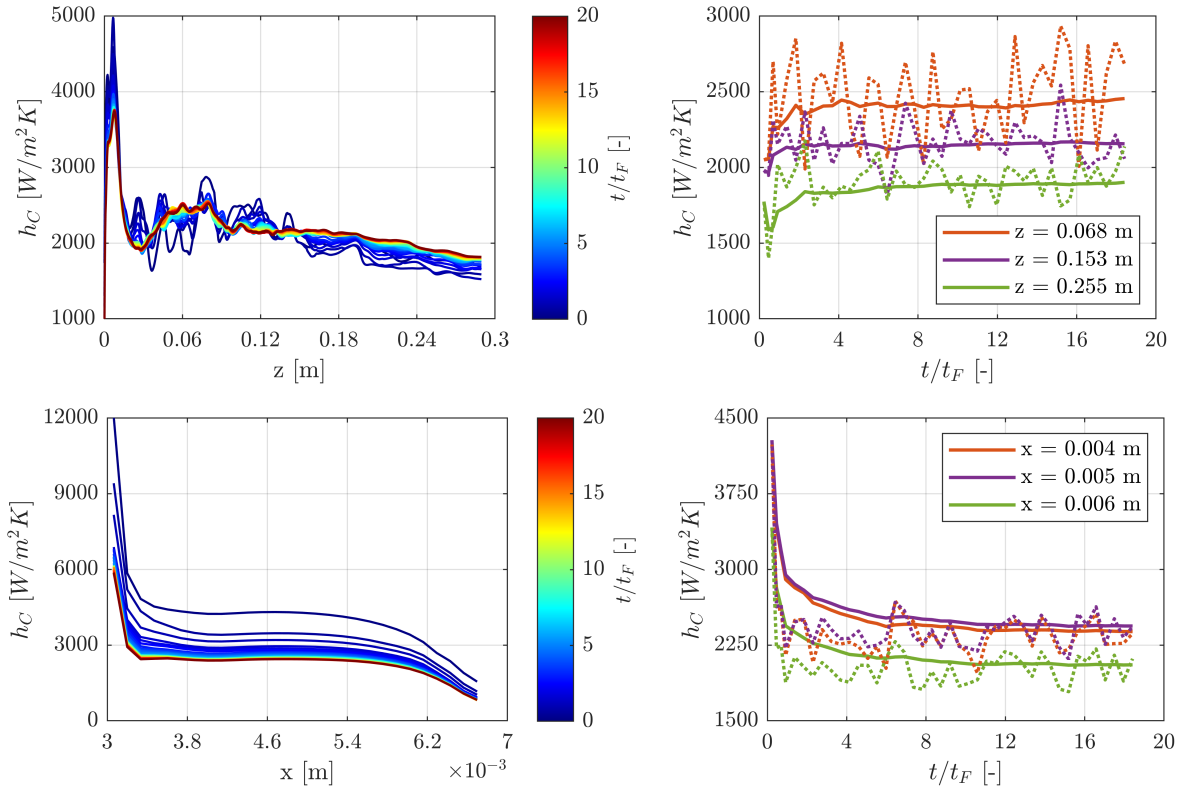 5000
4000
3000
2000
1000
h_C [W/m^2K]
0 0.06 0.12 0.18 0.24 0.3
z [m]
20
15
10
5
0
t/t_F [-]
3000
2500
2000
1500
1000
h_C [W/m^2K]
z = 0.068 m
z = 0.153 m
z = 0.255 m
0 4 8 12 16 20
t/t_F [-]
12000
9000
6000
3000
0
h_C [W/m^2K]
3 3.8 4.6 5.4 6.2 7
×10^{-3}
x [m]
20
15
10
5
0
t/t_F [-]
4500
3750
3000
2250
1500
h_C [W/m^2K]
x = 0.004 m
x = 0.005 m
x = 0.006 m
0 4 8 12 16 20
t/t_F [-]